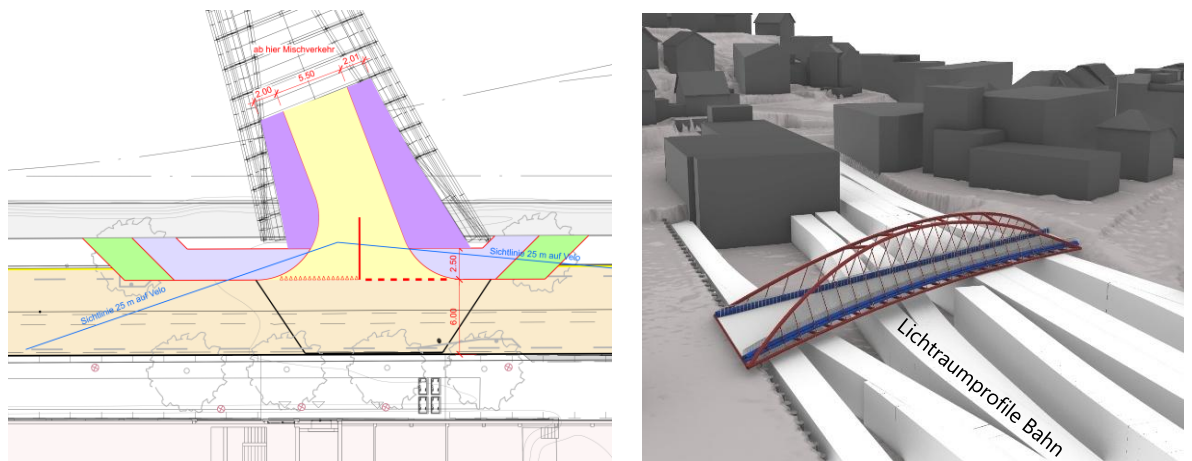 ab hier Mischverkehr
2.00
5.50
2.01
Sichtlinie 25 m auf Velo
Sichtlinie 25 m auf Velo
2.50
6.00
Lichtraumprofile Bahn